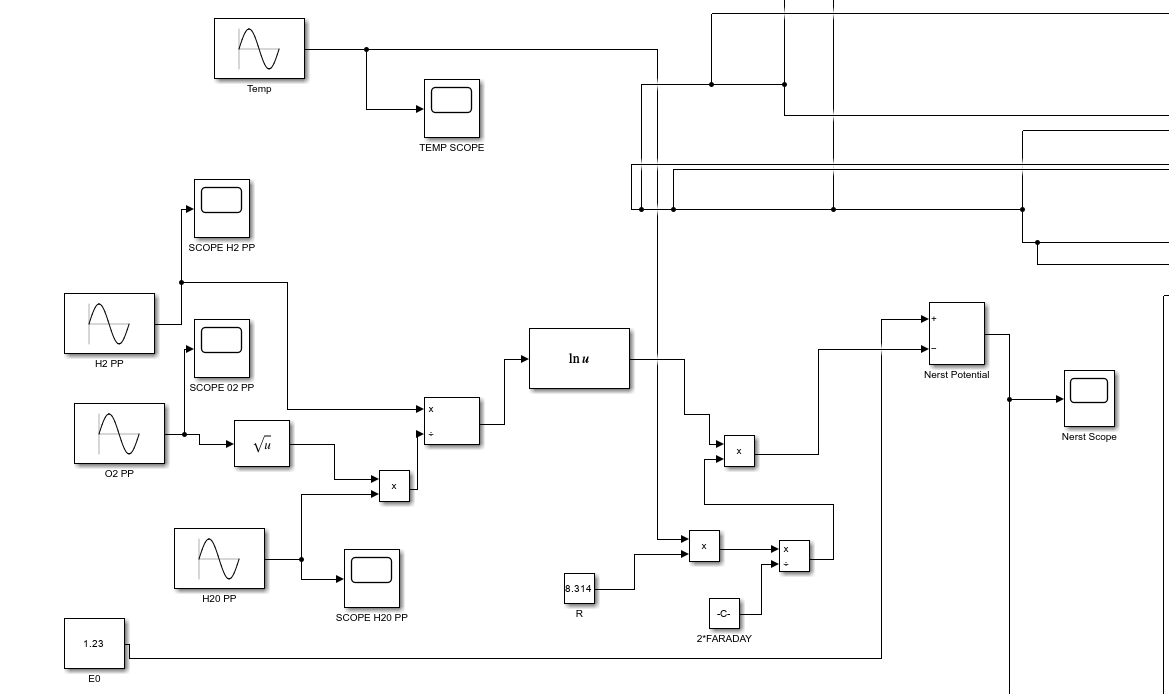 Temp
TEMP SCOPE
SCOPE H2 PP
H2 PP
SCOPE 02 PP
O2 PP
√u
x
÷
x
ln u
x
H20 PP
SCOPE H20 PP
8.314
R
x
x
÷
-C-
2*FARADAY
+
−
Nerst Potential
Nerst Scope
1.23
E0